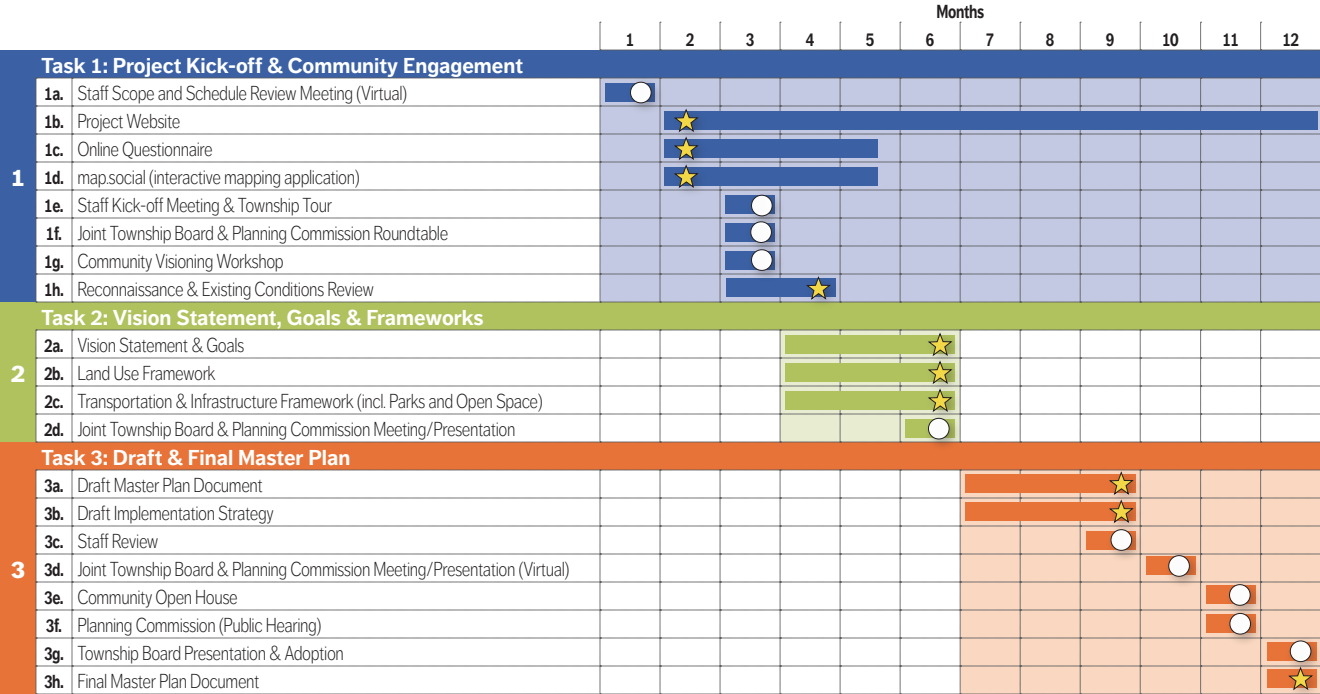 Months
1 2 3 4 5 6 7 8 9 10 11 12
Task 1: Project Kick-off & Community Engagement
1
1a. Staff Scope and Schedule Review Meeting (Virtual)
1b. Project Website
1c. Online Questionnaire
1d. map.social (interactive mapping application)
1e. Staff Kick-off Meeting & Township Tour
1f. Joint Township Board & Planning Commission Roundtable
1g. Community Visioning Workshop
1h. Reconnaissance & Existing Conditions Review
Task 2: Vision Statement, Goals & Frameworks
2
2a. Vision Statement & Goals
2b. Land Use Framework
2c. Transportation & Infrastructure Framework (incl. Parks and Open Space)
2d. Joint Township Board & Planning Commission Meeting/Presentation
Task 3: Draft & Final Master Plan
3
3a. Draft Master Plan Document
3b. Draft Implementation Strategy
3c. Staff Review
3d. Joint Township Board & Planning Commission Meeting/Presentation (Virtual)
3e. Community Open House
3f. Planning Commission (Public Hearing)
3g. Township Board Presentation & Adoption
3h. Final Master Plan Document